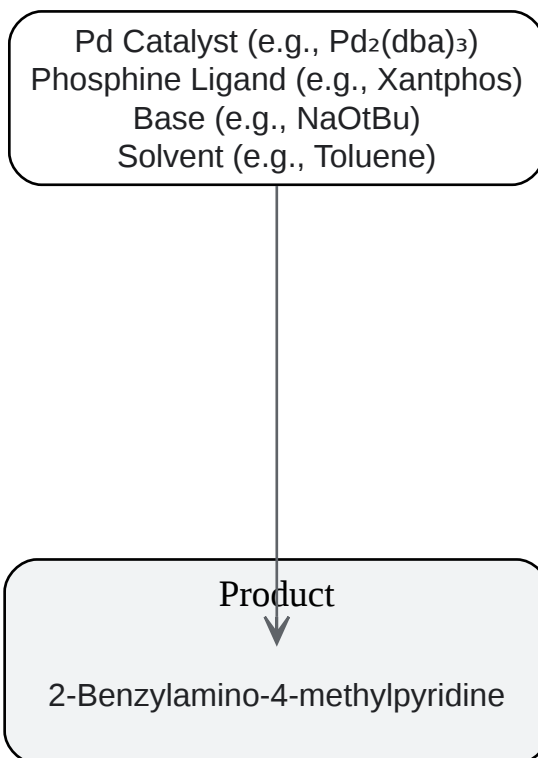 Pd Catalyst (e.g., Pd₂(dba)₃)
Phosphine Ligand (e.g., Xantphos)
Base (e.g., NaOtBu)
Solvent (e.g., Toluene)
Product
2-Benzylamino-4-methylpyridine